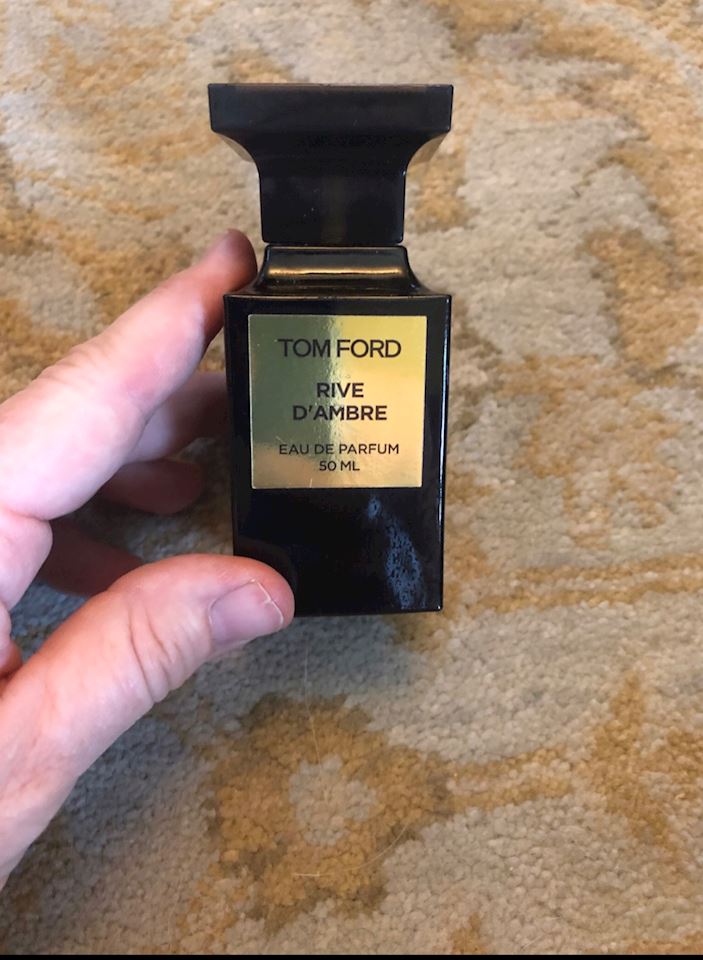 TOM FORD
RIVE
D'AMBRE
EAU DE PARFUM
50 ML